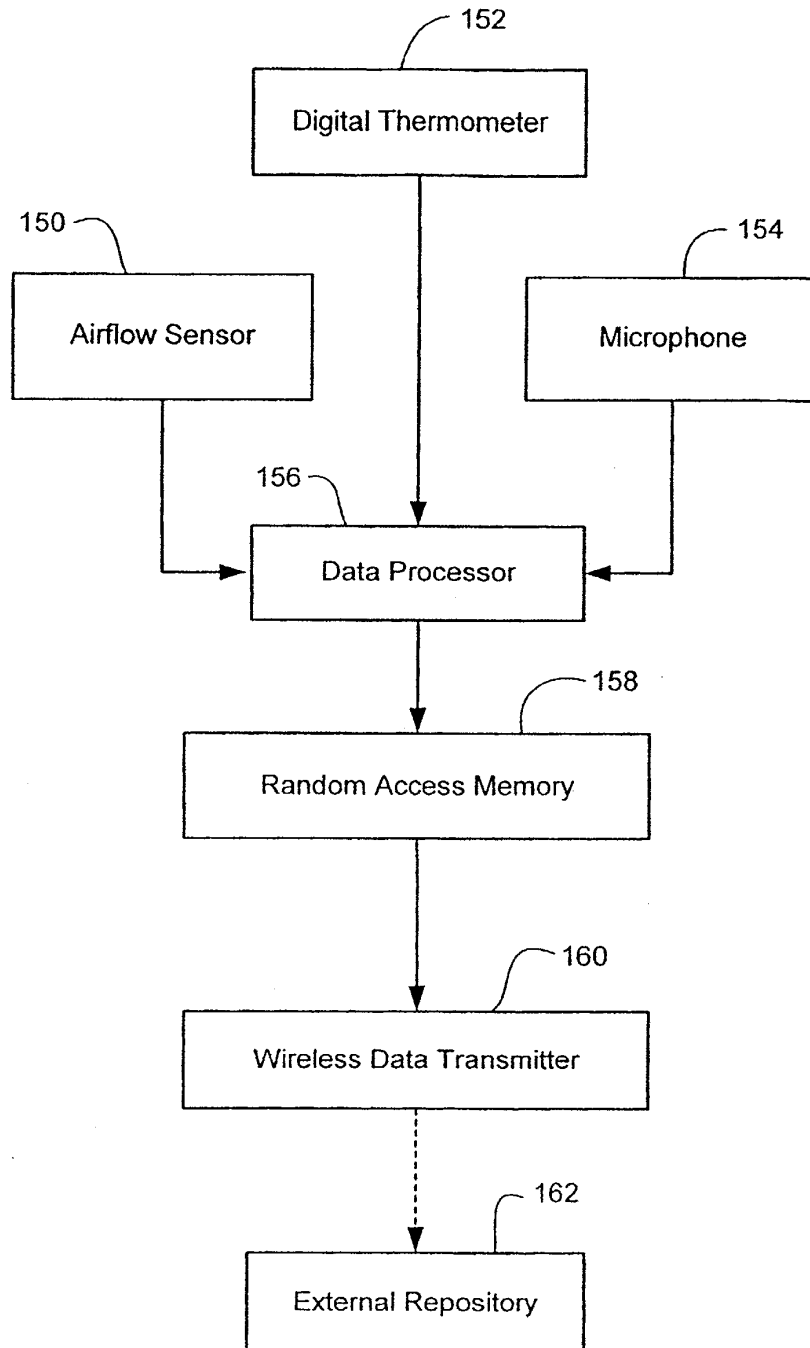 152
Digital Thermometer
150
154
Airflow Sensor
Microphone
156
Data Processor
158
Random Access Memory
160
Wireless Data Transmitter
162
External Repository